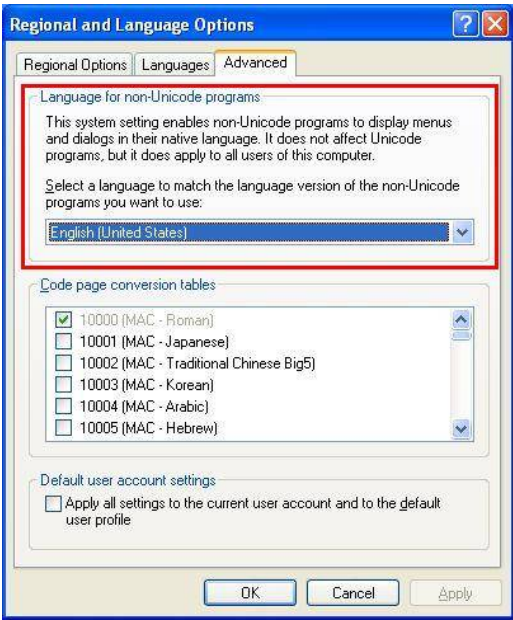 Regional and Language Options
Regional Options Languages Advanced
Language for non-Unicode programs
This system setting enables non-Unicode programs to display menus
and dialogs in their native language. It does not affect Unicode
programs, but it does apply to all users of this computer.
Select a language to match the language version of the non-Unicode
programs you want to use:
English (United States)
Code page conversion tables
10000 (MAC - Roman)
10001 (MAC - Japanese)
10002 (MAC - Traditional Chinese Big5)
10003 (MAC - Korean)
10004 (MAC - Arabic)
10005 (MAC - Hebrew)
Default user account settings
Apply all settings to the current user account and to the default
user profile
OK Cancel Apply